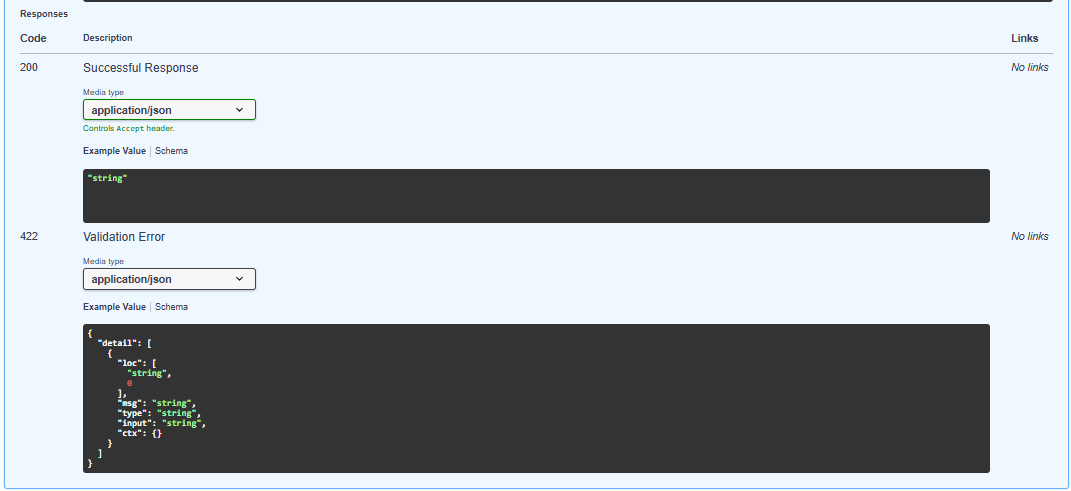 Responses
Code Description Links
200 Successful Response No links
Media type
application/json
Controls Accept header.
Example Value | Schema
"string"
422 Validation Error No links
Media type
application/json
Example Value | Schema
{
  "detail": [
    {
      "loc": [
        "string",
        0
      ],
      "msg": "string",
      "type": "string",
      "input": "string",
      "ctx": {}
    }
  ]
}